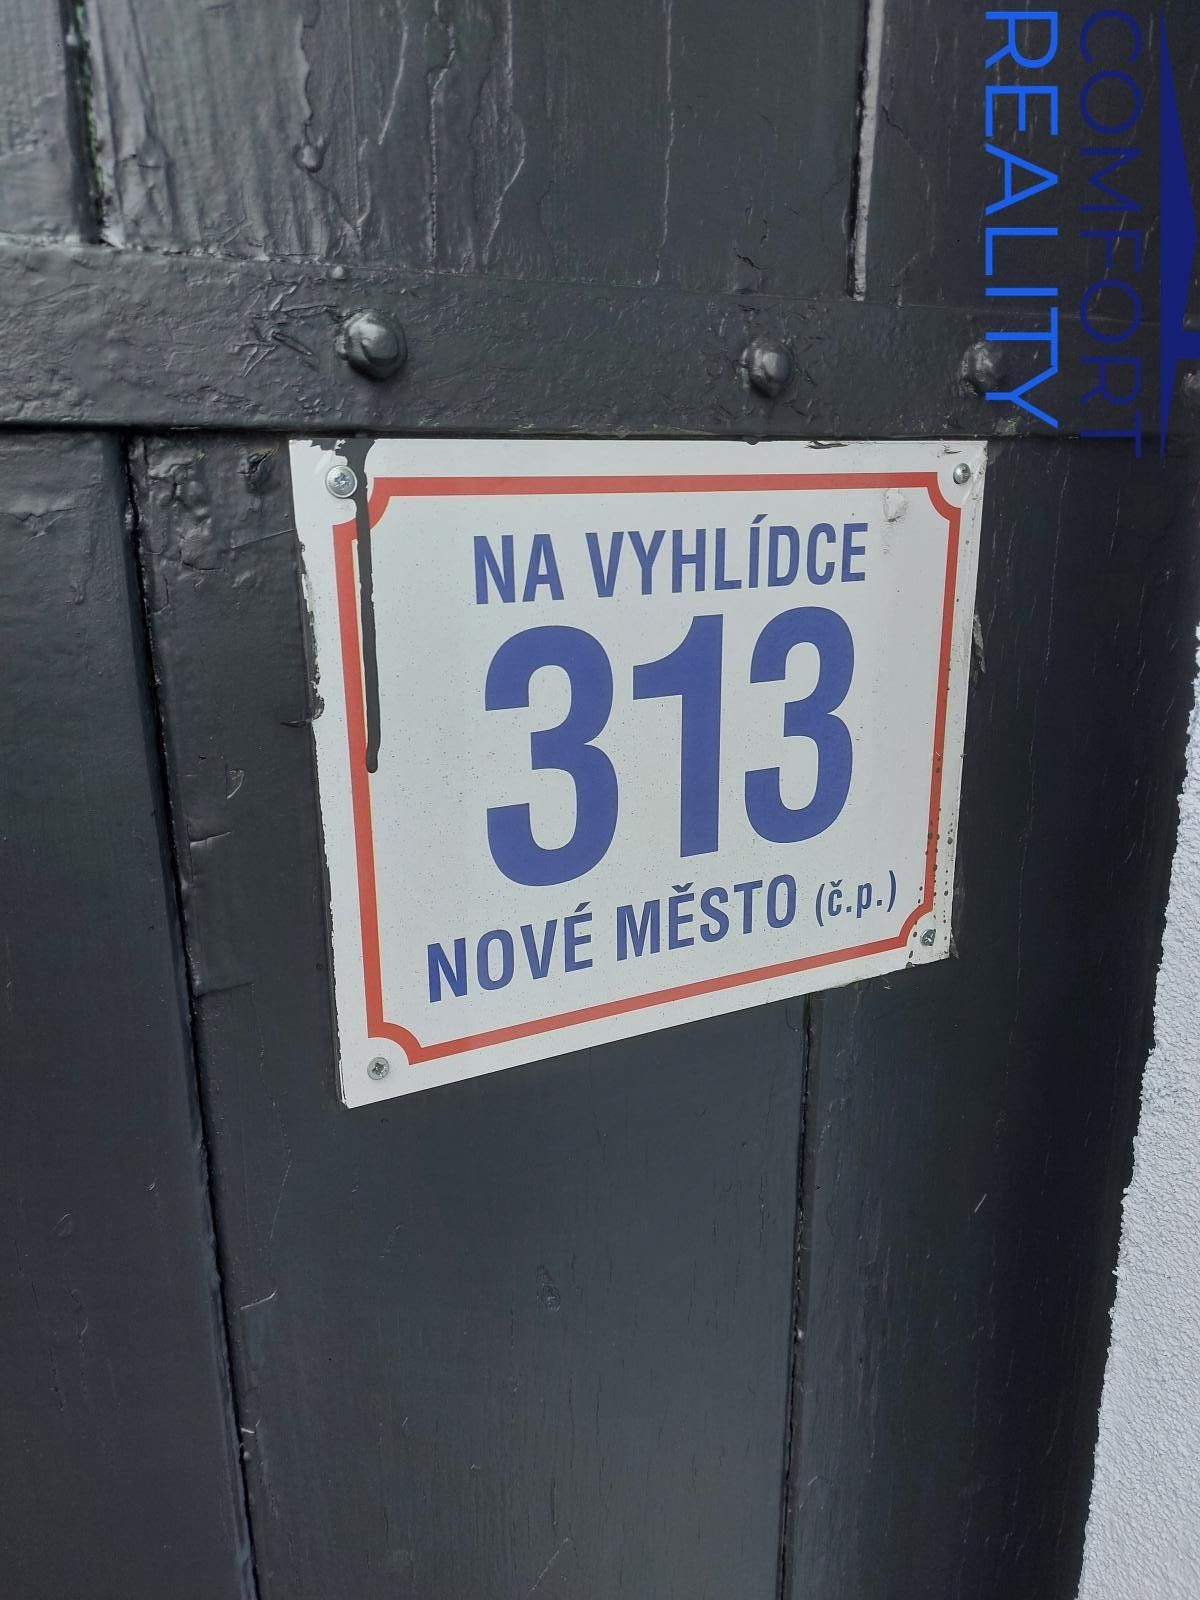 COMFORT
REALITY
NA VYHLÍDCE
313
NOVÉ MĚSTO (č.p.)